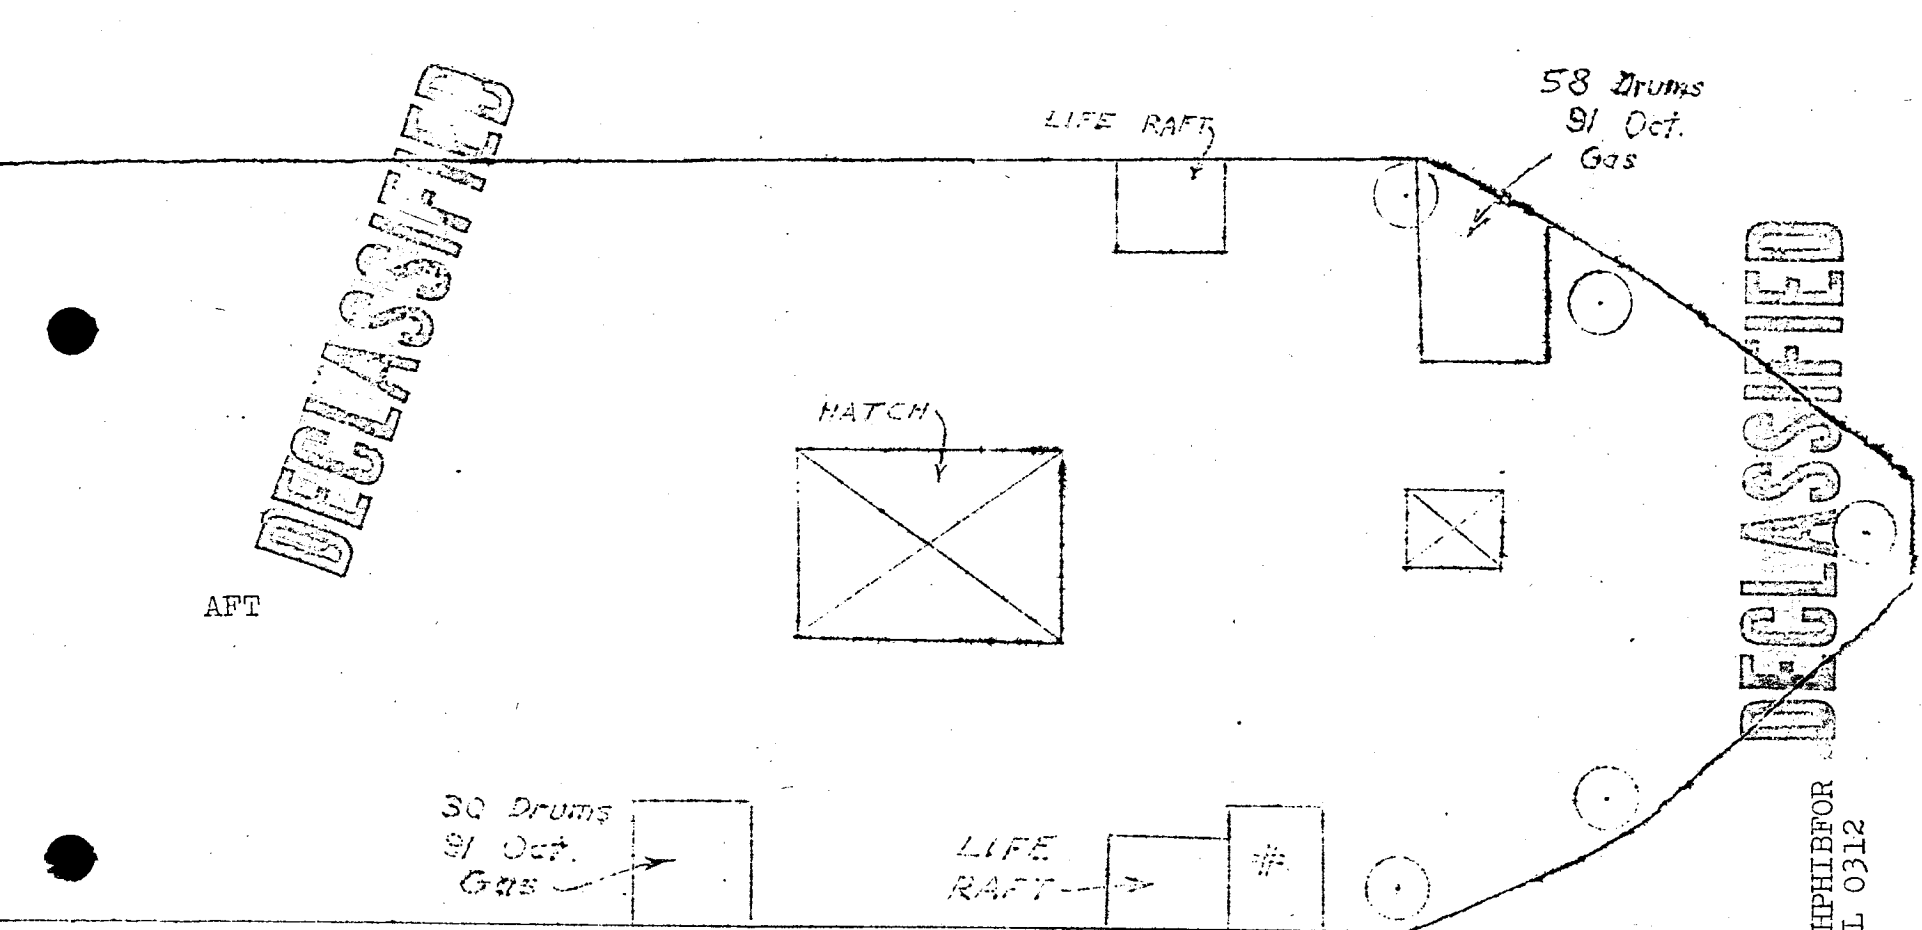 DECLASSIFIED
LIFE RAFT
58 Drums
91 Oct.
Gas
DECLASSIFIED
HATCH
AFT
30 Drums
91 Oct.
Gas
LIFE
RAFT
#
HPHIBFOR
L 0312